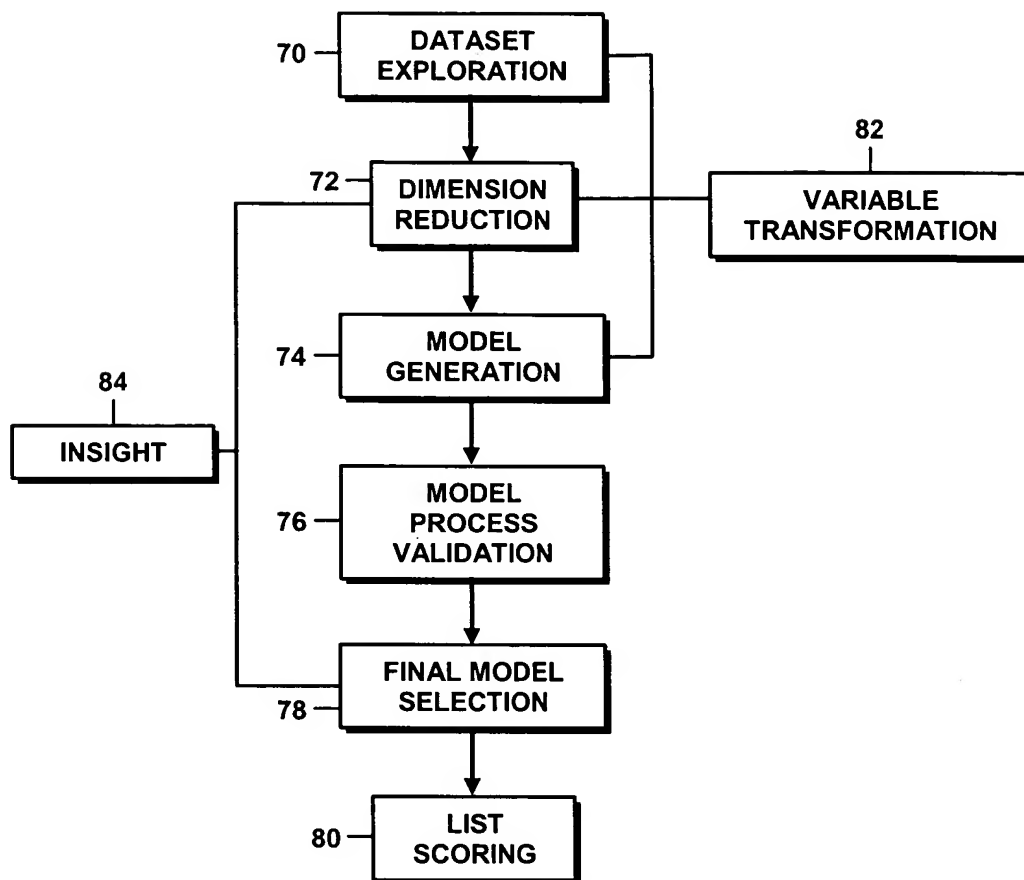 70
DATASET
EXPLORATION
82
72
DIMENSION
REDUCTION
VARIABLE
TRANSFORMATION
74
MODEL
GENERATION
84
INSIGHT
76
MODEL
PROCESS
VALIDATION
FINAL MODEL
SELECTION
78
80
LIST
SCORING